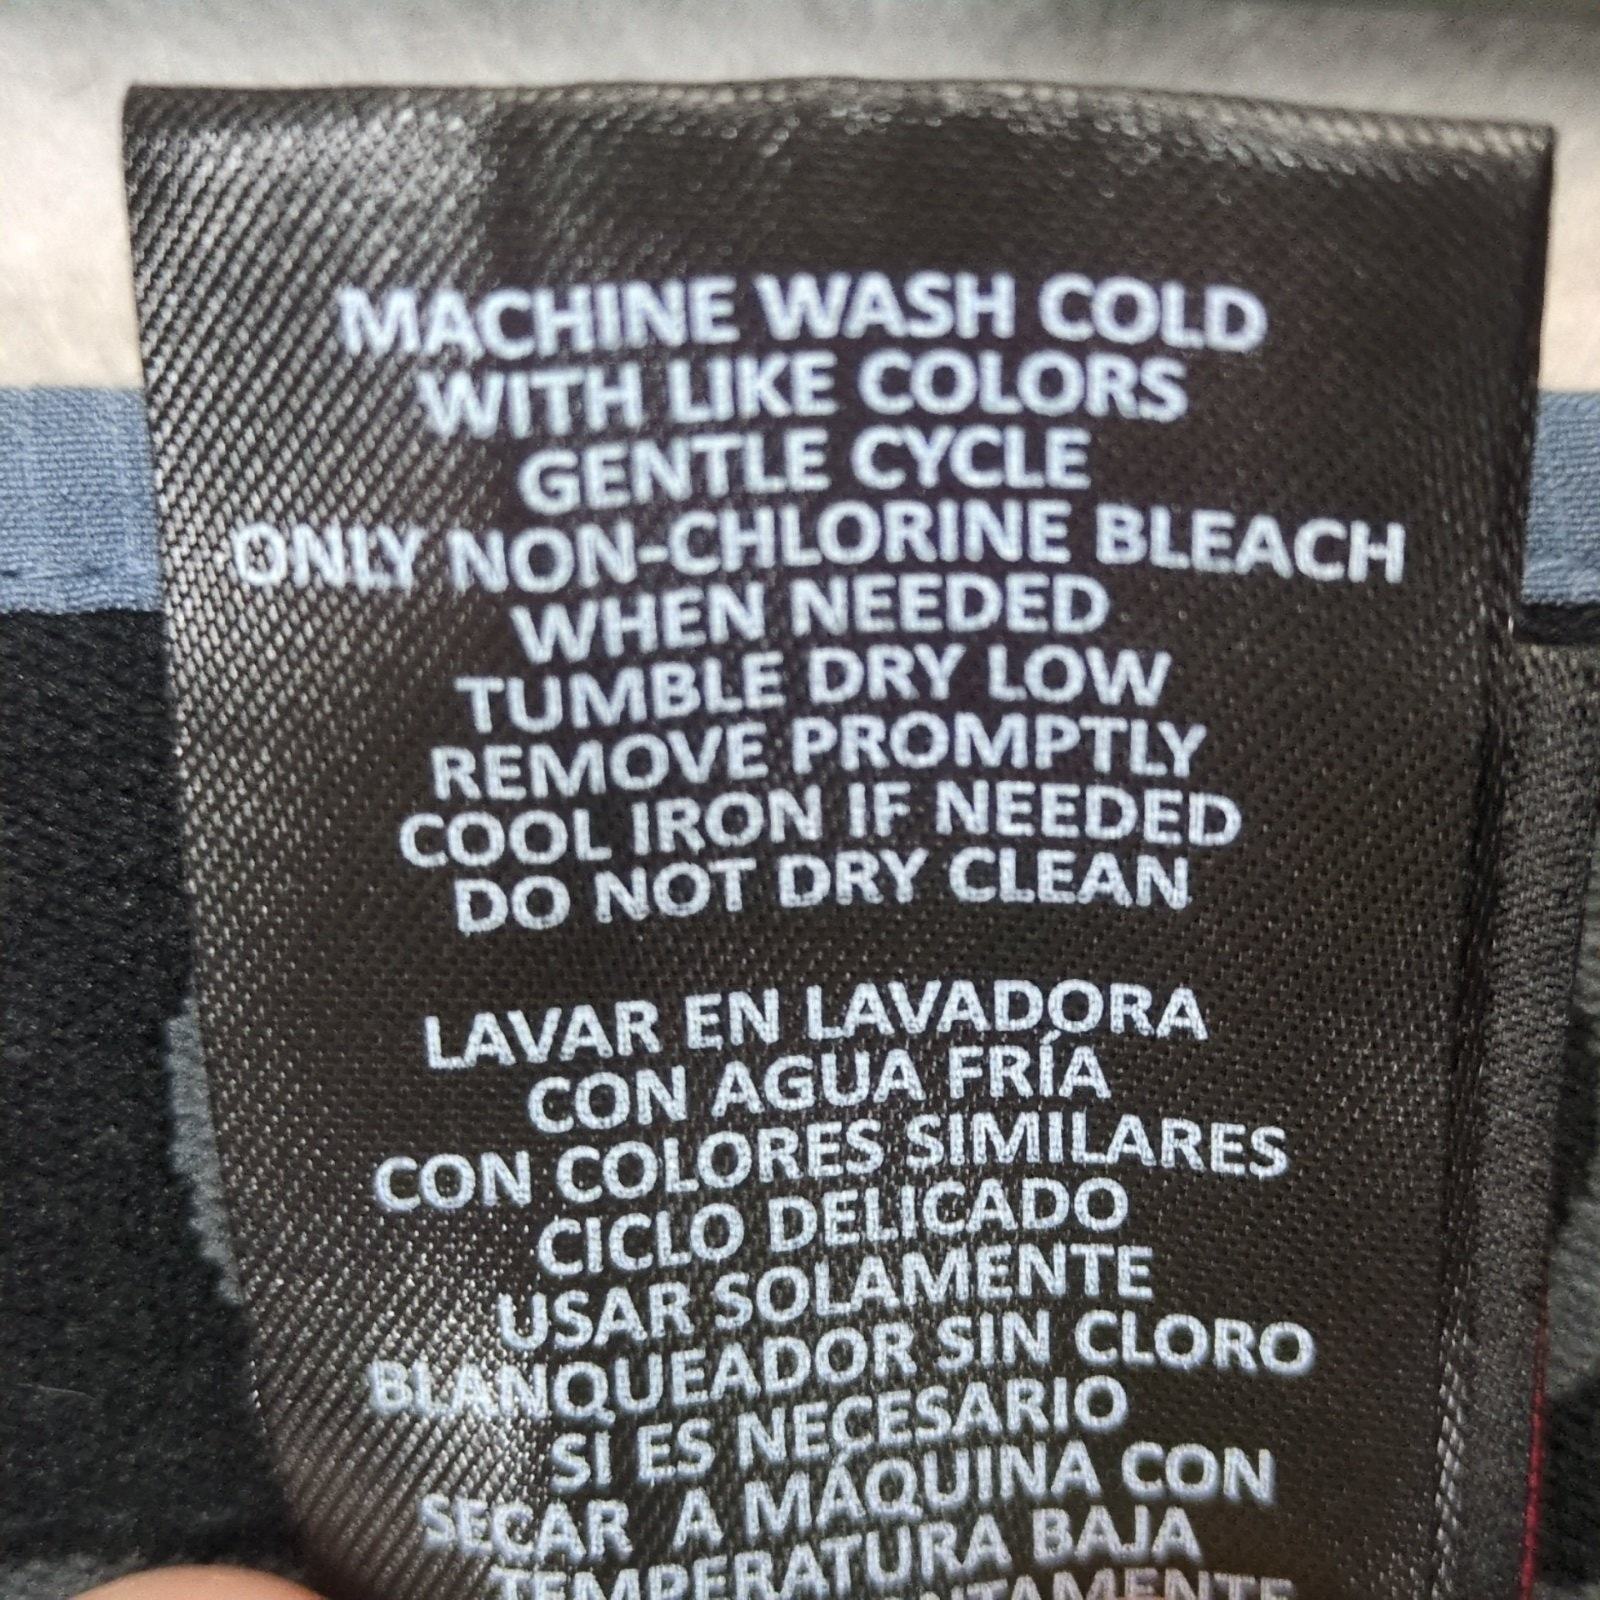 MACHINE WASH COLD
WITH LIKE COLORS
GENTLE CYCLE
ONLY NON-CHLORINE BLEACH
WHEN NEEDED
TUMBLE DRY LOW
REMOVE PROMPTLY
COOL IRON IF NEEDED
DO NOT DRY CLEAN
LAVAR EN LAVADORA
CON AGUA FRÍA
CON COLORES SIMILARES
CICLO DELICADO
USAR SOLAMENTE
BLANQUEADOR SIN CLORO
SI ES NECESARIO
SECAR A MÁQUINA CON
TEMPERATURA BAJA